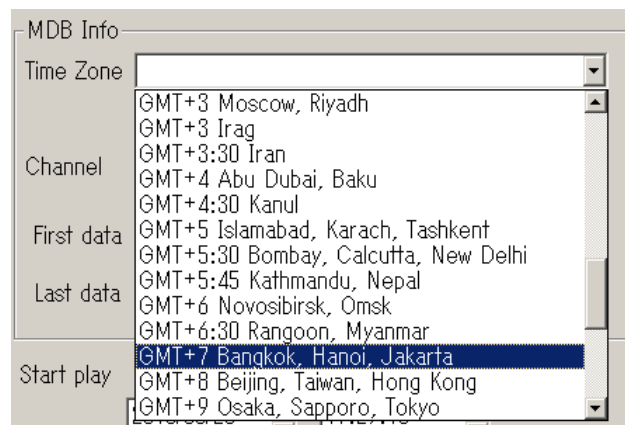 MDB Info
Time Zone
GMT+3 Moscow, Riyadh
GMT+3 Irag
GMT+3:30 Iran
GMT+4 Abu Dubai, Baku
GMT+4:30 Kanul
GMT+5 Islamabad, Karach, Tashkent
GMT+5:30 Bombay, Calcutta, New Delhi
GMT+5:45 Kathmandu, Nepal
GMT+6 Novosibirsk, Omsk
GMT+6:30 Rangoon, Myanmar
GMT+7 Bangkok, Hanoi, Jakarta
GMT+8 Beijing, Taiwan, Hong Kong
GMT+9 Osaka, Sapporo, Tokyo
Channel
First data
Last data
Start play